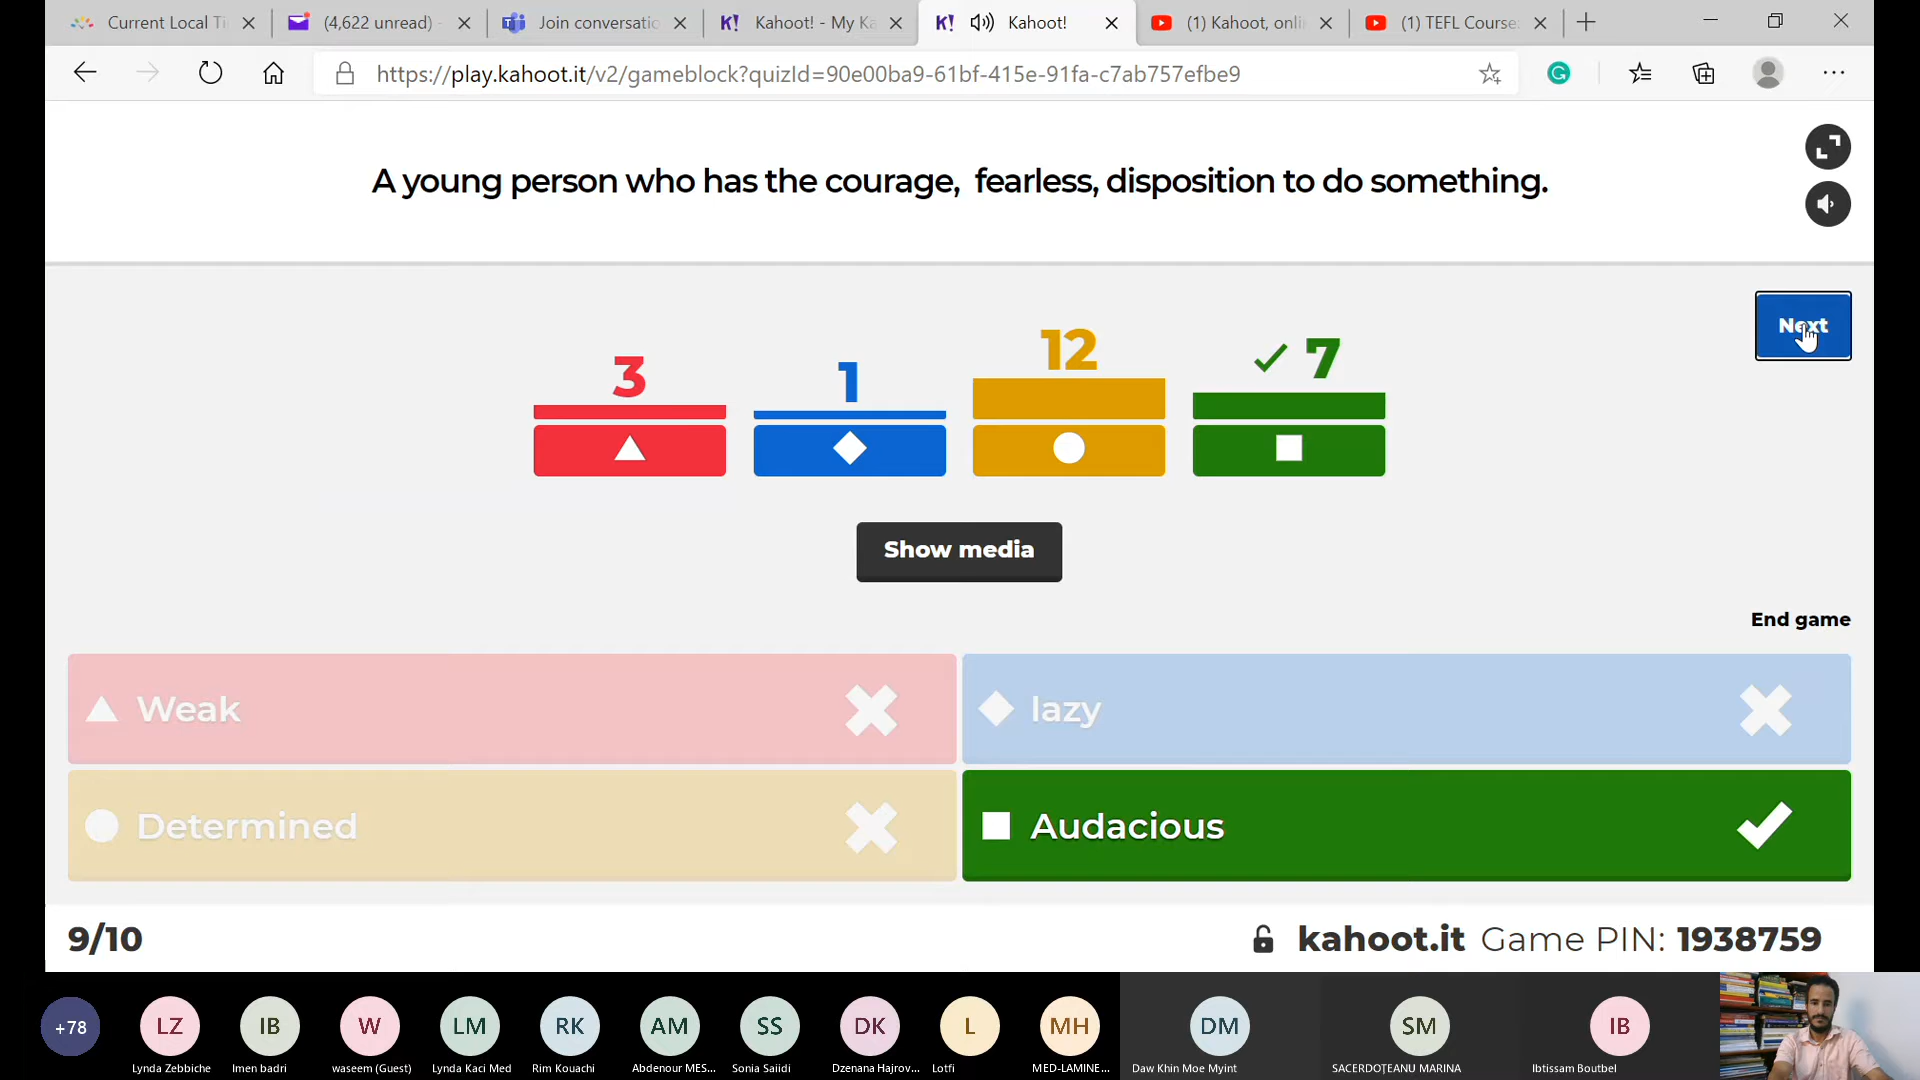 Current Local Ti
(4,622 unread) -
Join conversatio
Kahoot! - My Ka
Kahoot!
(1) Kahoot, onli
(1) TEFL Course:
https://play.kahoot.it/v2/gameblock?quizId=90e00ba9-61bf-415e-91fa-c7ab757efbe9
A young person who has the courage, fearless, disposition to do something.
Next
3
1
12
7
Show media
End game
Weak
lazy
Determined
Audacious
9/10
kahoot.it Game PIN: 1938759
+78
LZ
IB
W
LM
RK
AM
SS
DK
L
MH
DM
SM
IB
Lynda Zebbiche
Imen badri
waseem (Guest)
Lynda Kaci Med
Rim Kouachi
Abdenour MES...
Sonia Saiidi
Dzenana Hajrov...
Lotfi
MED-LAMINE...
Daw Khin Moe Myint
SACERDOȚEANU MARINA
Ibtissam Boutbel